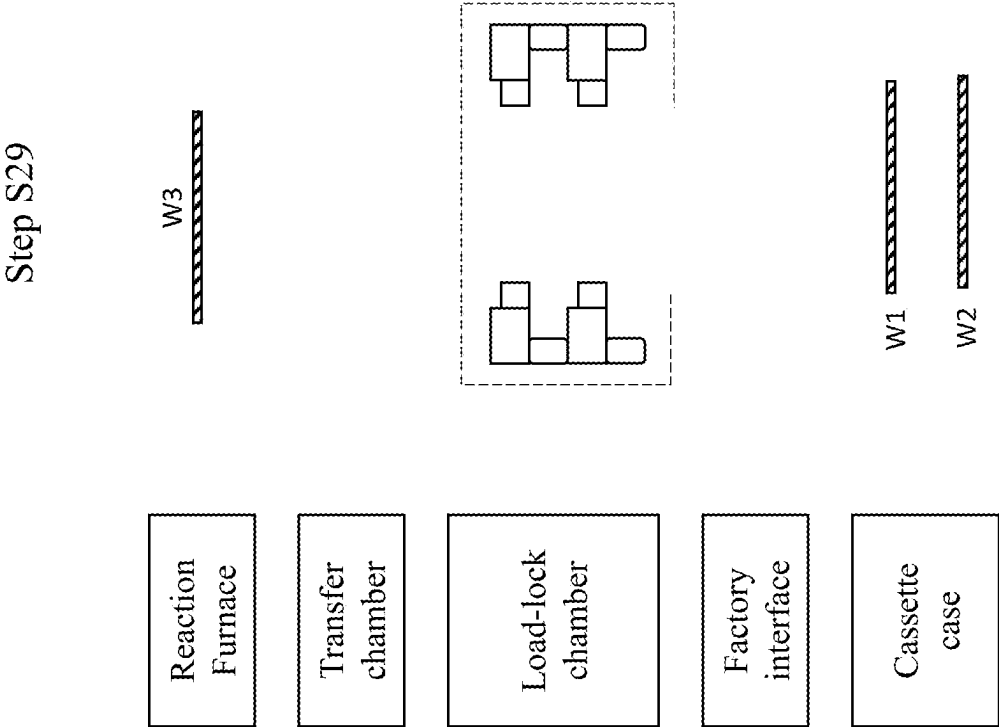 Step S29
Reaction
Furnace
Transfer
chamber
Load-lock
chamber
Factory
interface
Cassette
case
W3
W1
W2